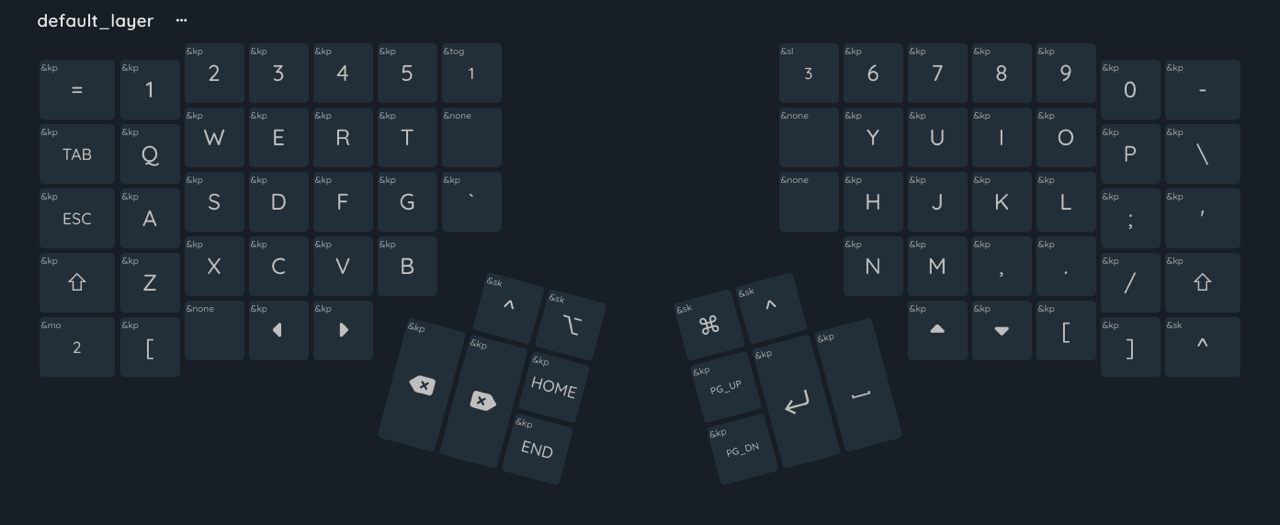 default_layer ...
&kp &kp &kp &kp &tog &sl &kp &kp &kp &kp
2 3 4 5 1 3 6 7 8 9
&kp &kp &kp &kp
= 1 0 -
&kp &kp &kp &kp &none &none &kp &kp &kp &kp
W E R T Y U I O
&kp &kp &kp &kp
TAB Q P \
&kp &kp &kp &kp &kp &none &kp &kp &kp &kp
S D F G ` H J K L
&kp &kp &kp &kp
ESC A ; '
&kp &kp &kp &kp &kp &kp &kp &kp
X C V B N M , .
&kp &kp &kp &kp
⇧ Z / ⇧
&sk &sk &sk &sk
^ ⌥ ⌘ ^
&none &kp &kp &kp &kp &kp
[
&mo &kp &kp &sk
2 [ ] ^
&kp &kp &kp &kp &kp &kp
HOME PG_UP
&kp &kp
END PG_DN